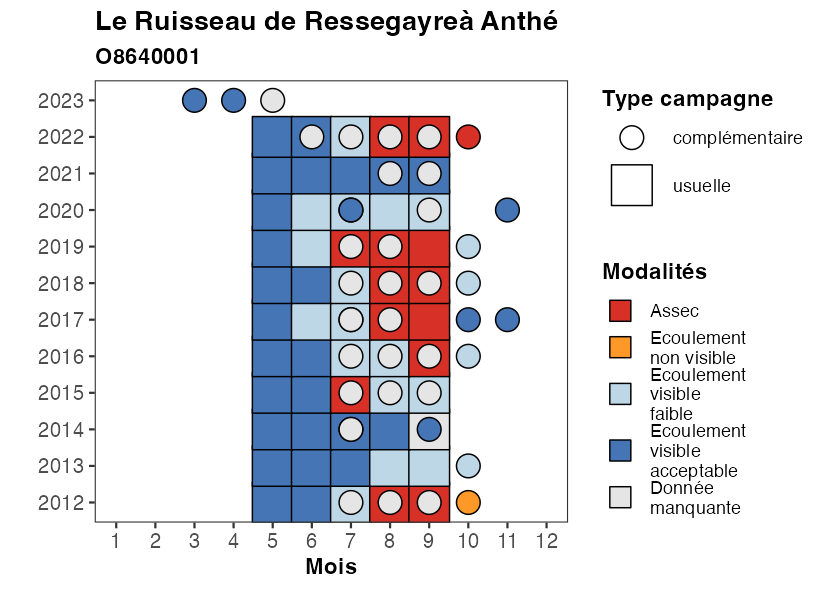 Le Ruisseau de Ressegayreà Anthé
O8640001
2023
2022
2021
2020
2019
2018
2017
2016
2015
2014
2013
2012
1 2 3 4 5 6 7 8 9 10 11 12
Mois
Type campagne
complémentaire
usuelle
Modalités
Assec
Ecoulement
non visible
Ecoulement
visible
faible
Ecoulement
visible
acceptable
Donnée
manquante